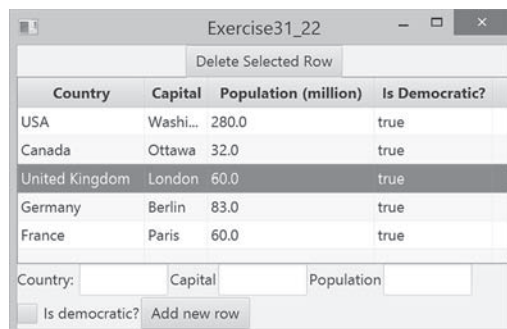 Exercise31_22
Delete Selected Row
Country Capital Population (million) Is Democratic?
USA Washi... 280.0 true
Canada Ottawa 32.0 true
United Kingdom London 60.0 true
Germany Berlin 83.0 true
France Paris 60.0 true
Country: Capital Population
Is democratic? Add new row